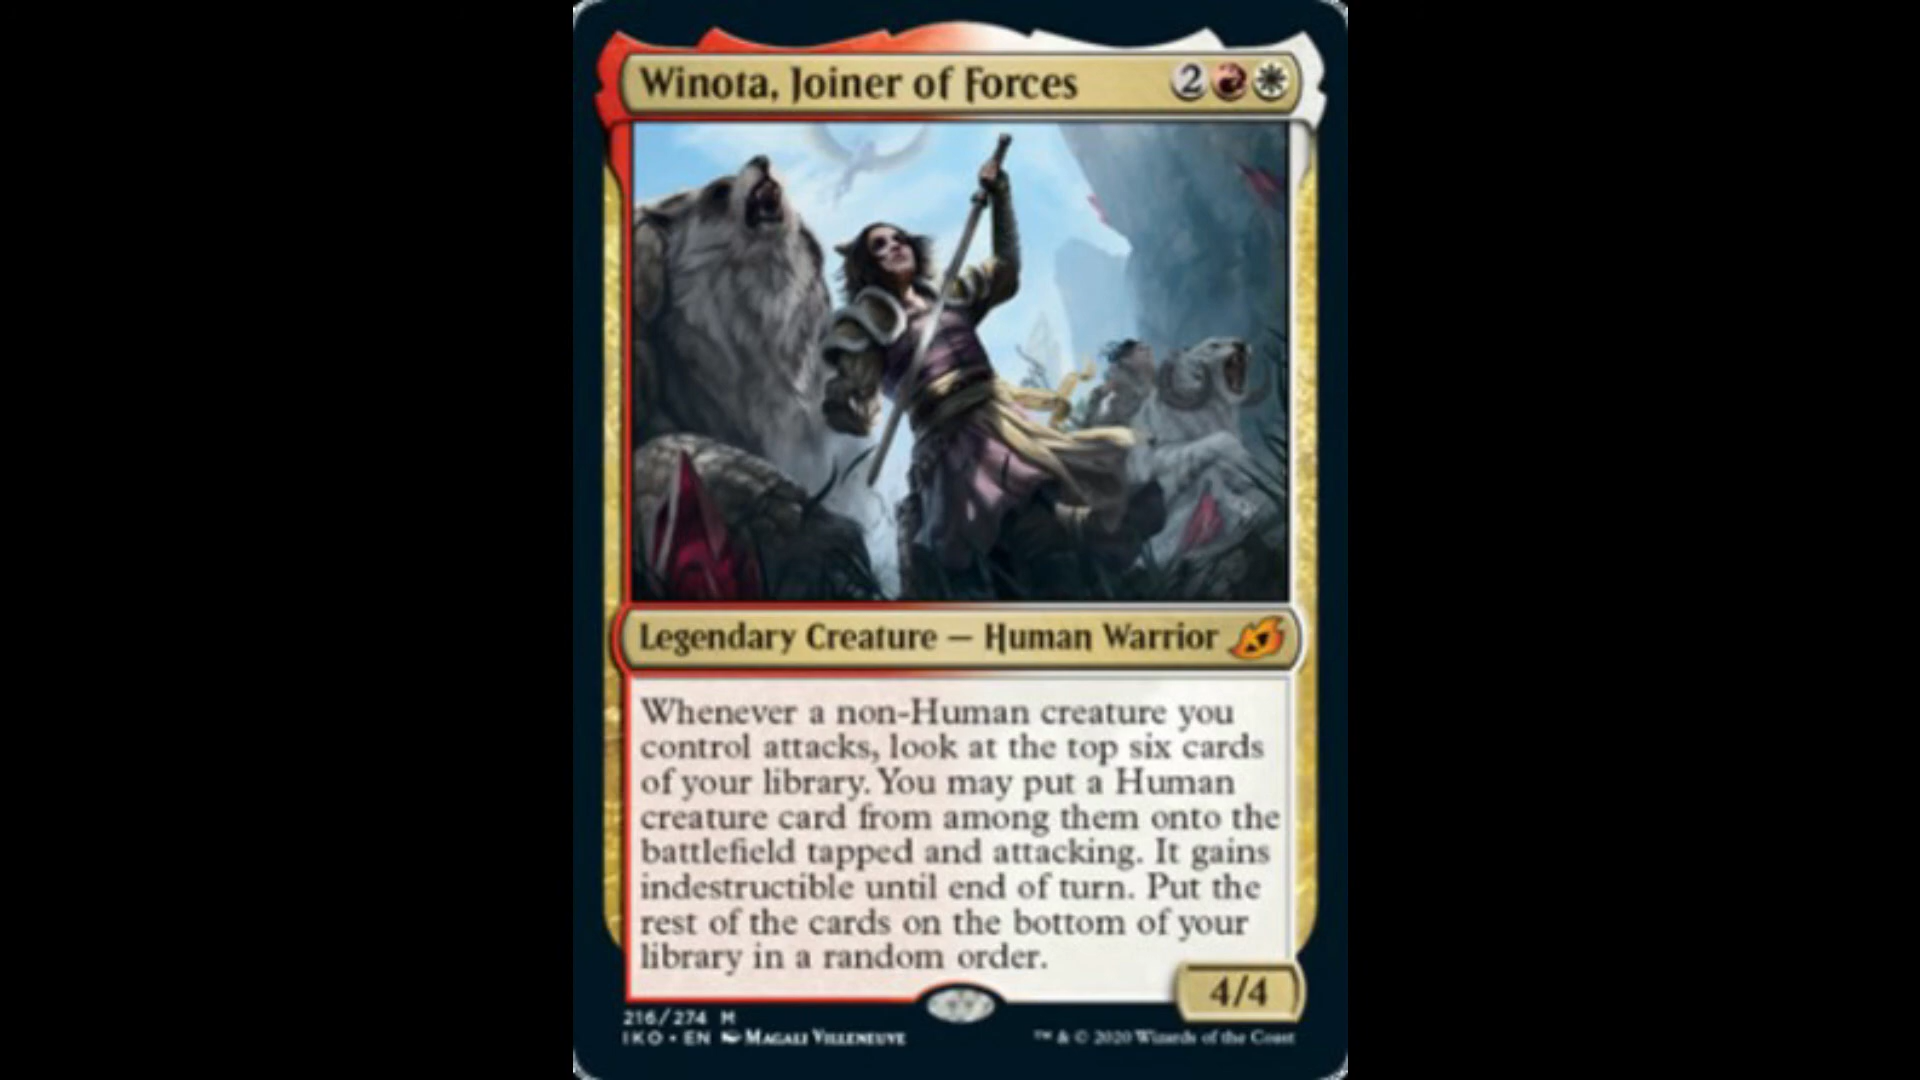 Winota, Joiner of Forces 2
Legendary Creature — Human Warrior
Whenever a non-Human creature you
control attacks, look at the top six cards
of your library. You may put a Human
creature card from among them onto the
battlefield tapped and attacking. It gains
indestructible until end of turn. Put the
rest of the cards on the bottom of your
library in a random order.
4/4
216/274 M
IKO • EN Magali Villeneuve
™ & © 2020 Wizards of the Coast